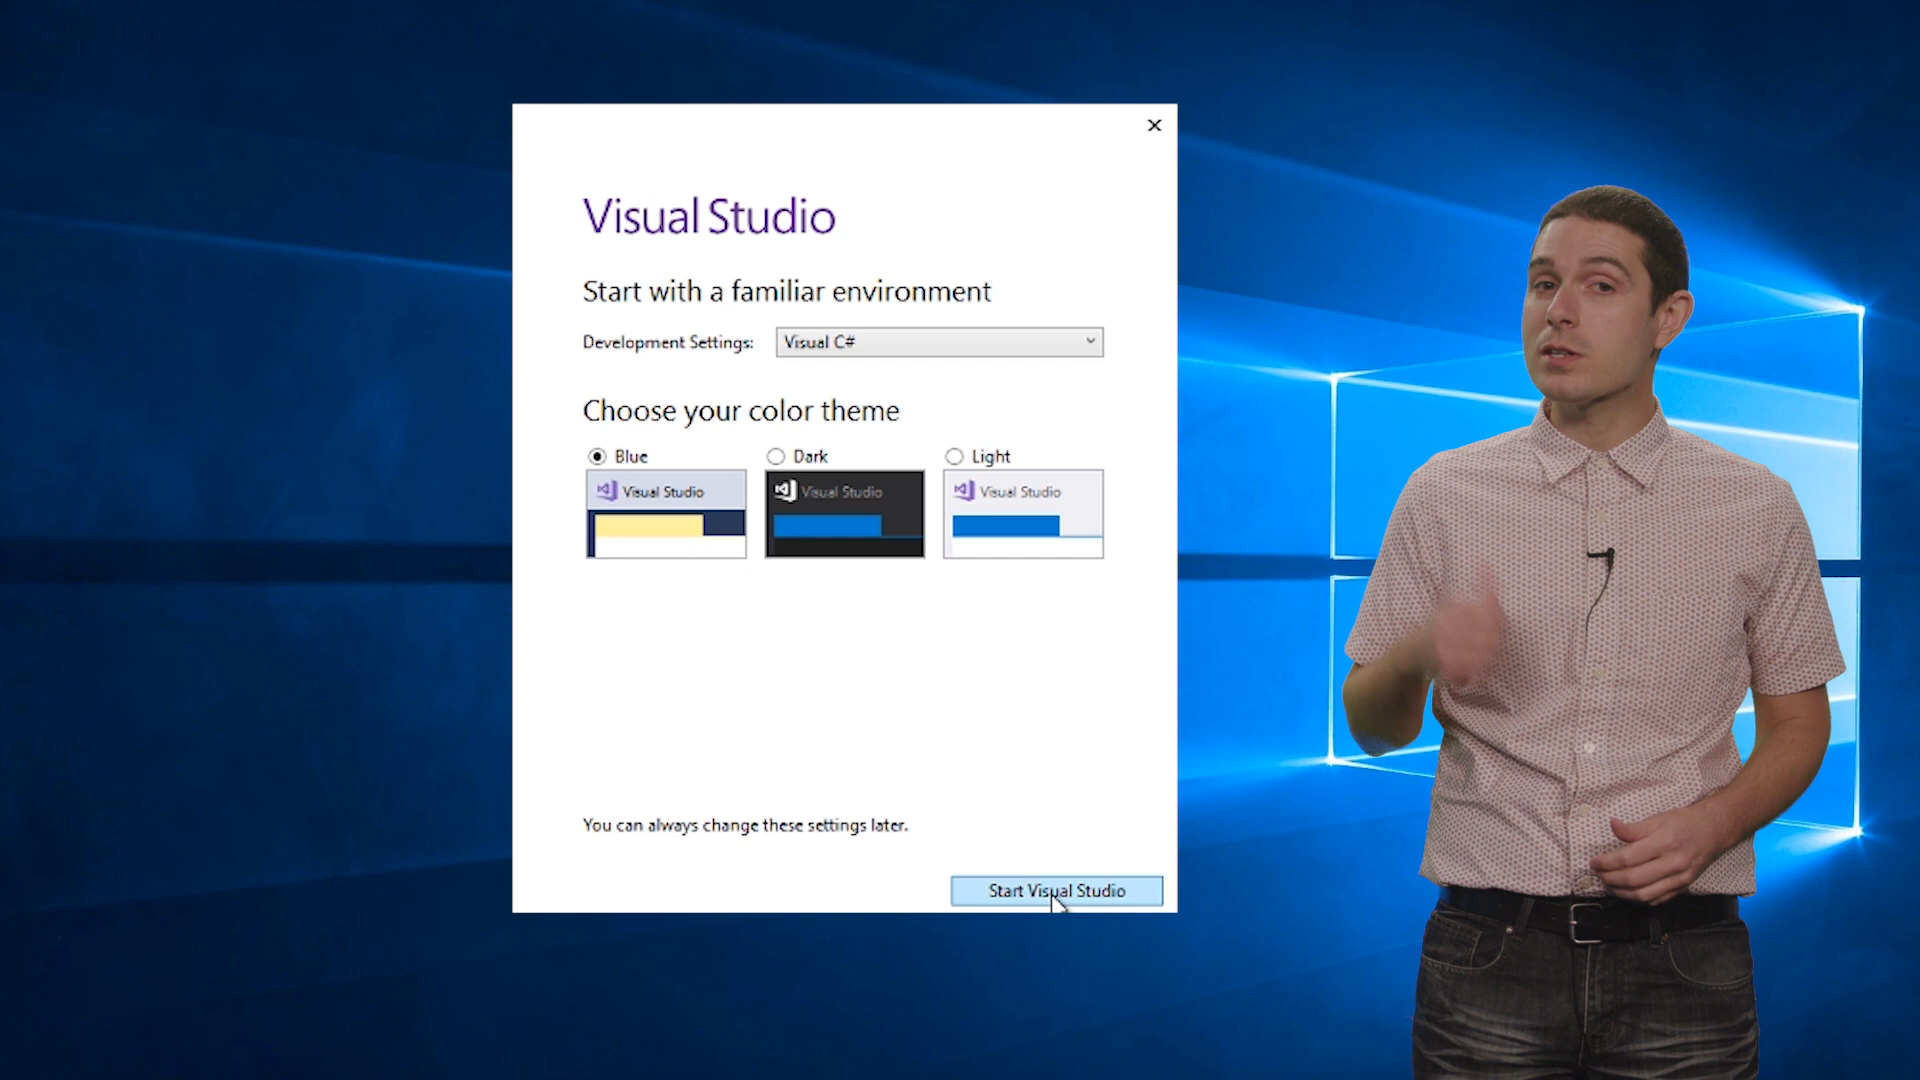 Visual Studio
Start with a familiar environment
Development Settings: Visual C#
Choose your color theme
Blue Dark Light
Visual Studio Visual Studio Visual Studio
You can always change these settings later.
Start Visual Studio